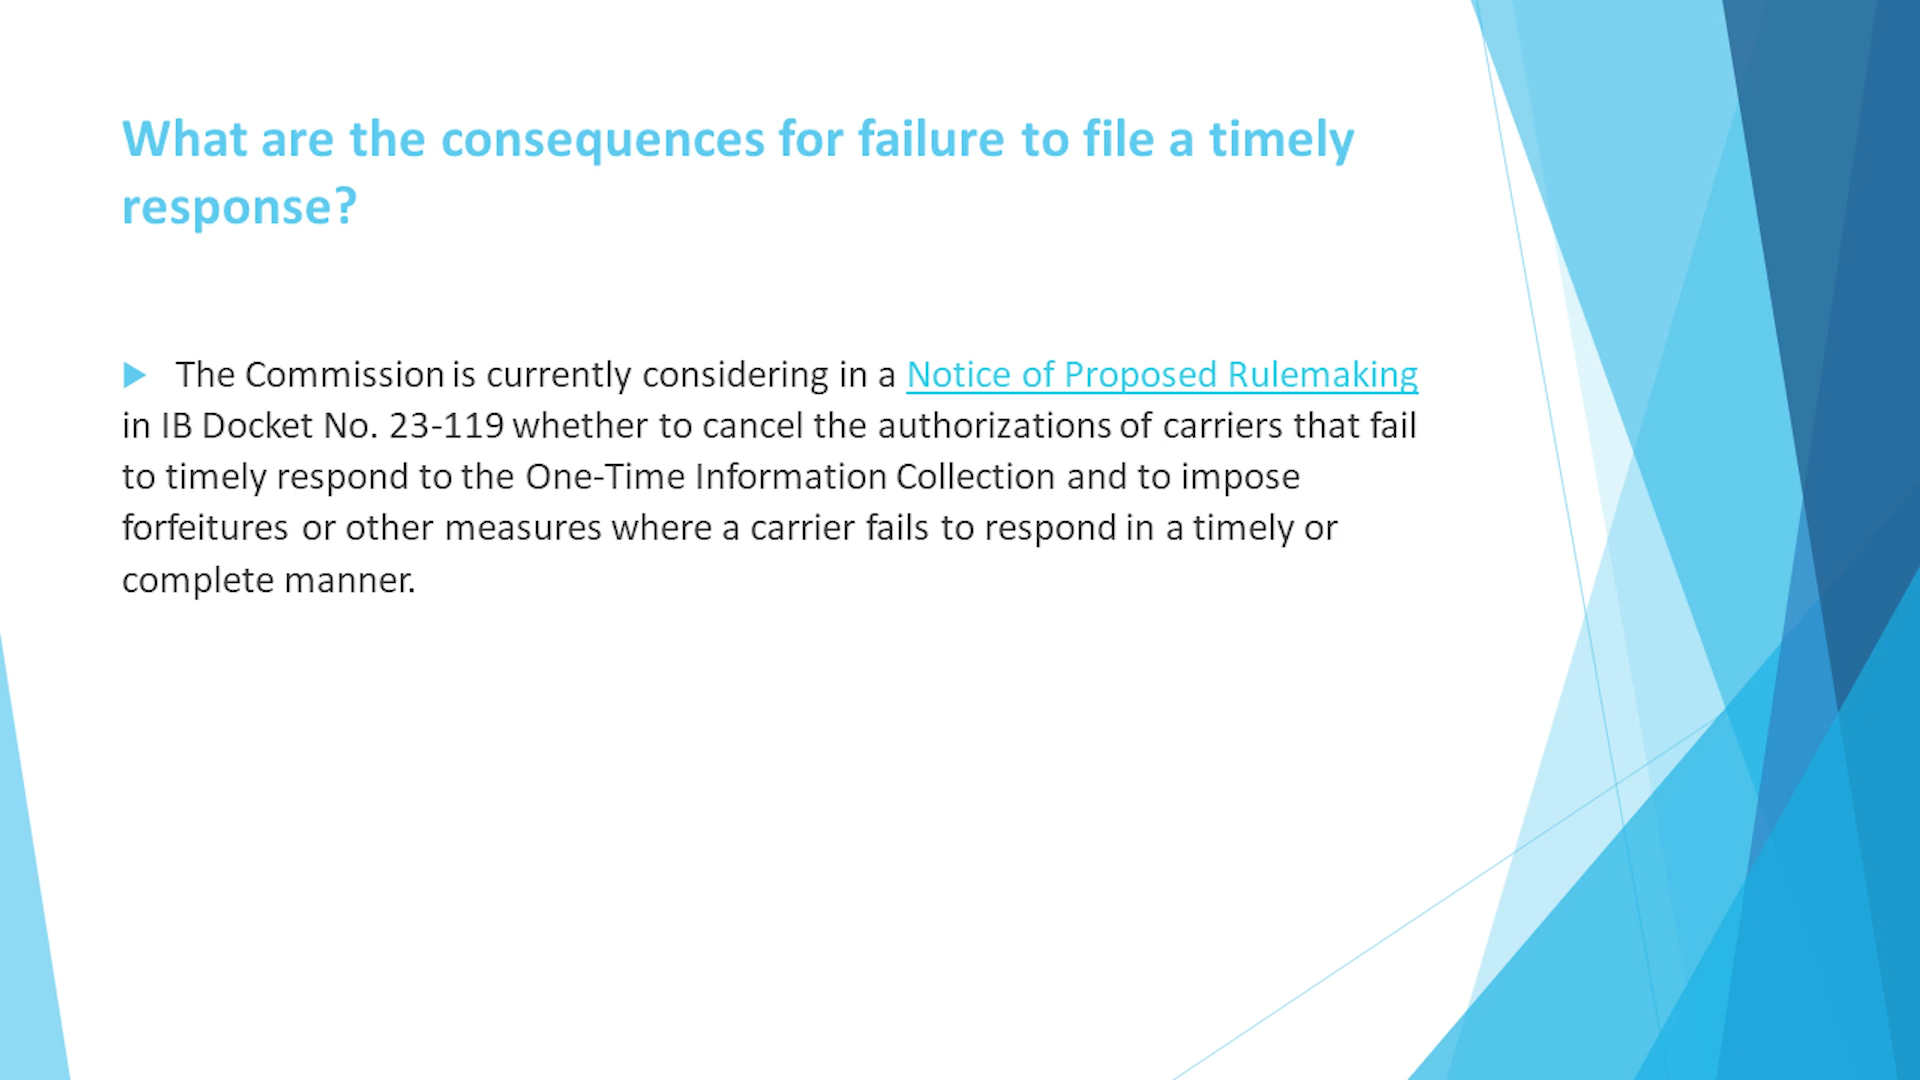 What are the consequences for failure to file a timely
response?
The Commission is currently considering in a Notice of Proposed Rulemaking
in IB Docket No. 23-119 whether to cancel the authorizations of carriers that fail
to timely respond to the One-Time Information Collection and to impose
forfeitures or other measures where a carrier fails to respond in a timely or
complete manner.